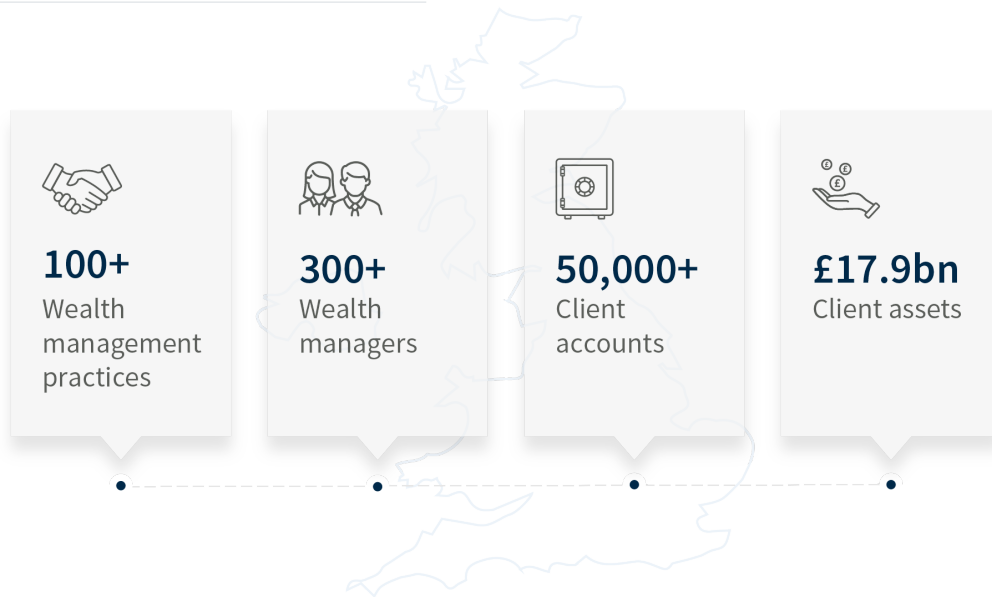 100+
Wealth
management
practices
300+
Wealth
managers
50,000+
Client
accounts
£ £ £
£17.9bn
Client assets